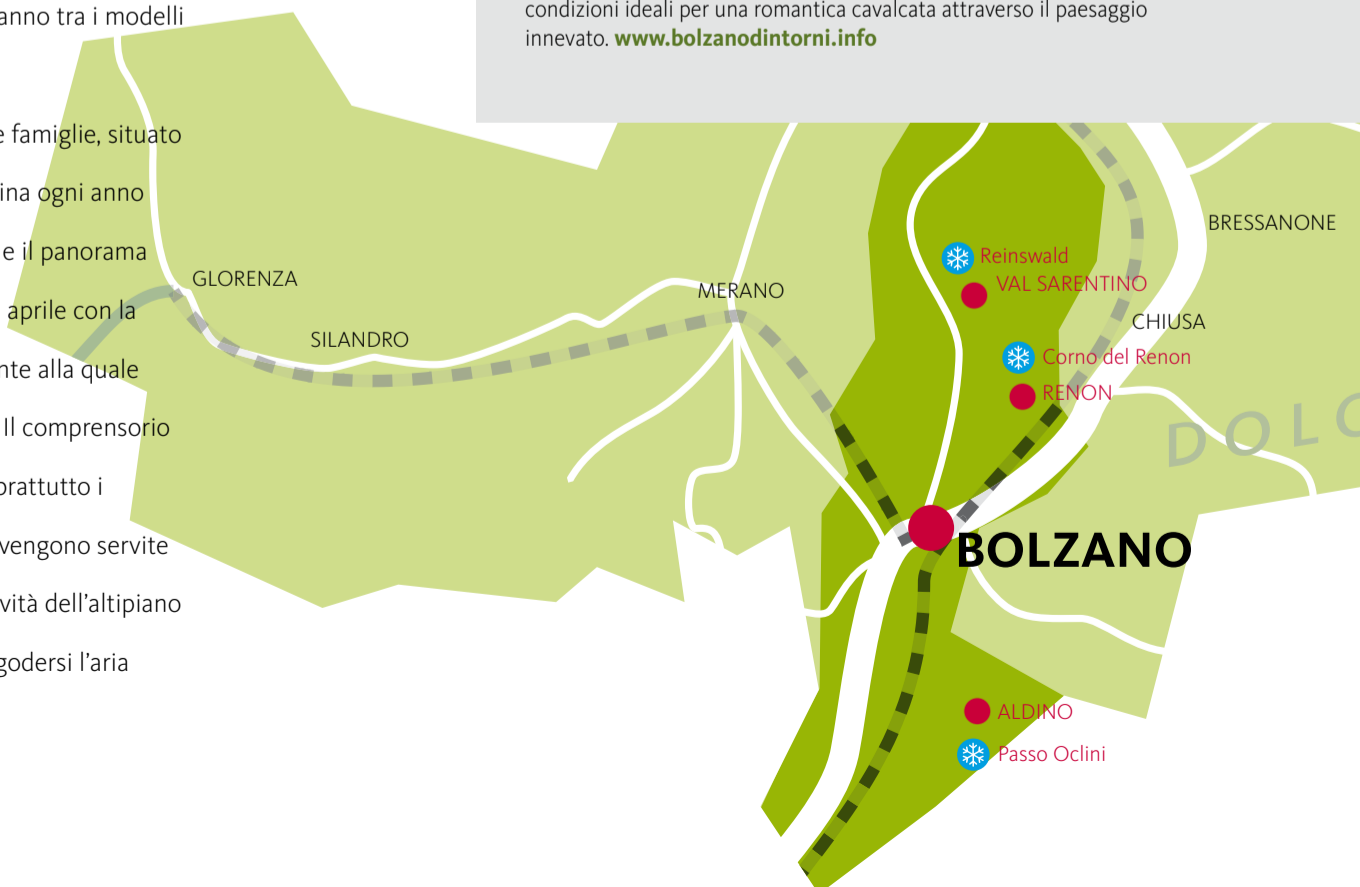 anno tra i modelli
e famiglie, situato
ina ogni anno
e il panorama
aprile con la
nte alla quale
Il comprensorio
prattutto i
vengono servite
vità dell'altipiano
godersi l'aria
condizioni ideali per una romantica cavalcata attraverso il paesaggio
innevato. www.bolzanodintorni.info
BRESSANONE
Reinswald
VAL SARENTINO
GLORENZA
MERANO
CHIUSA
SILANDRO
Corno del Renon
RENON
DOLO
BOLZANO
ALDINO
Passo Oclini